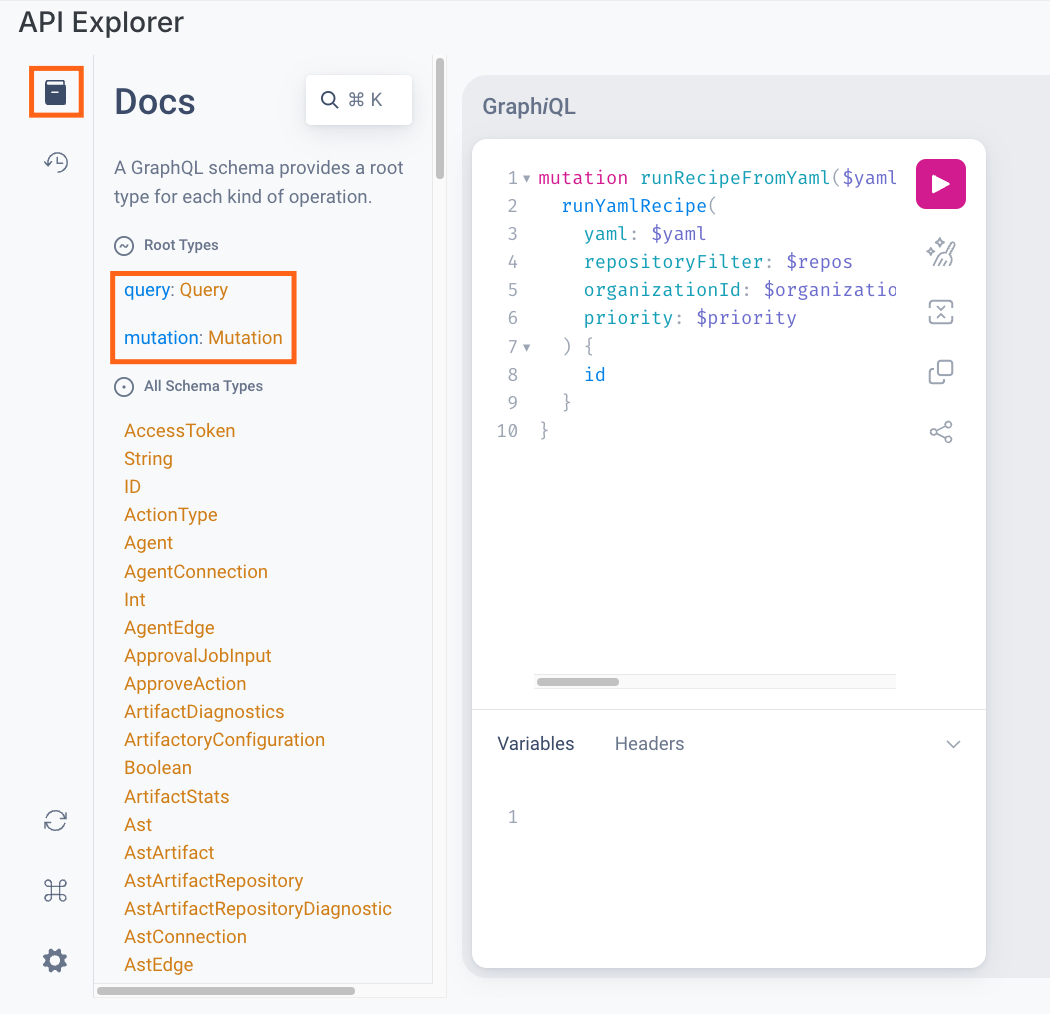 API Explorer
Docs
⌘ K
A GraphQL schema provides a root
type for each kind of operation.
Root Types
query: Query
mutation: Mutation
All Schema Types
AccessToken
String
ID
ActionType
Agent
AgentConnection
Int
AgentEdge
ApprovalJobInput
ApproveAction
ArtifactDiagnostics
ArtifactoryConfiguration
Boolean
ArtifactStats
Ast
AstArtifact
AstArtifactRepository
AstArtifactRepositoryDiagnostic
AstConnection
AstEdge
GraphiQL
1 mutation runRecipeFromYaml($yaml
2 runYamlRecipe(
3 yaml: $yaml
4 repositoryFilter: $repos
5 organizationId: $organizatio
6 priority: $priority
7 ) {
8 id
9 }
10 }
Variables Headers
1